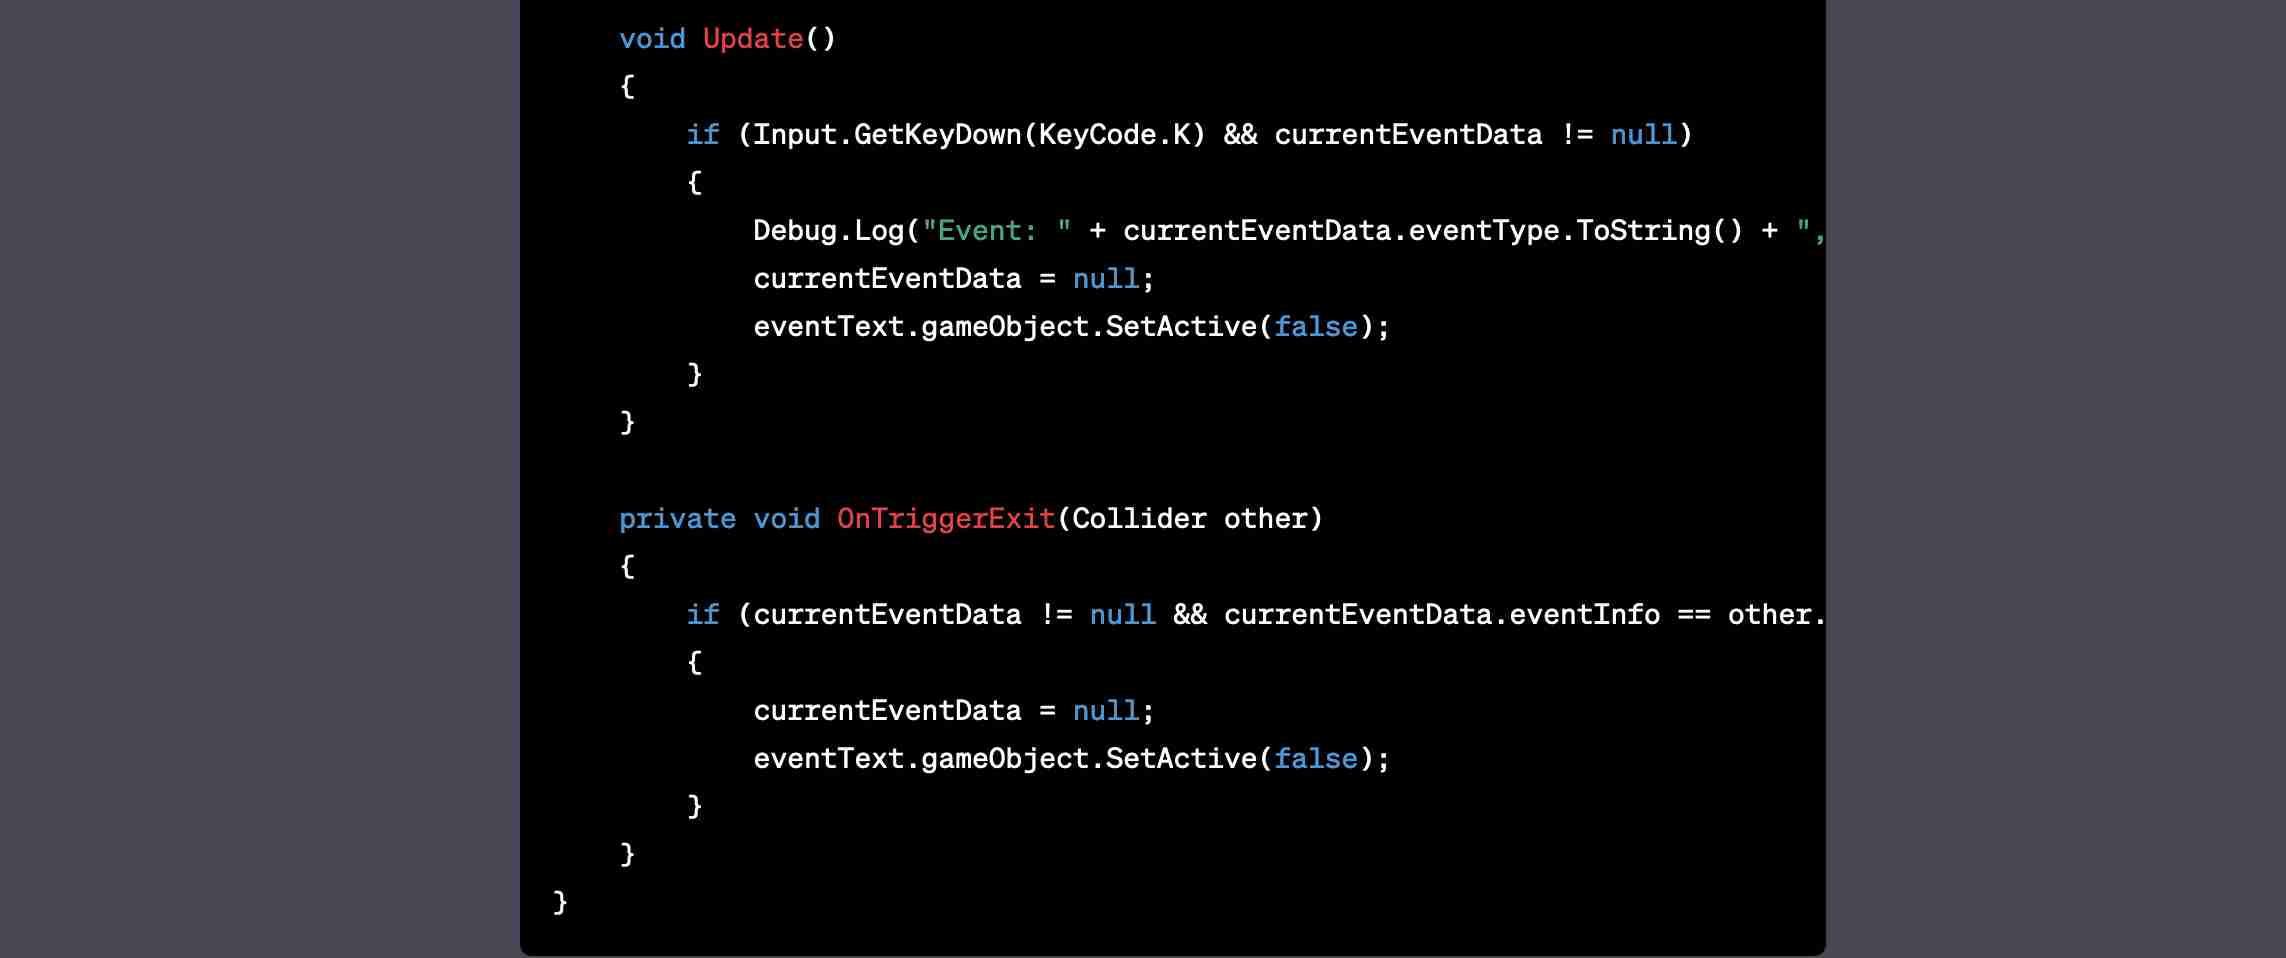 void Update()
{
if (Input.GetKeyDown(KeyCode.K) && currentEventData != null)
{
Debug.Log("Event: " + currentEventData.eventType.ToString() + ",
currentEventData = null;
eventText.gameObject.SetActive(false);
}
}
private void OnTriggerExit(Collider other)
{
if (currentEventData != null && currentEventData.eventInfo == other.
{
currentEventData = null;
eventText.gameObject.SetActive(false);
}
}
}